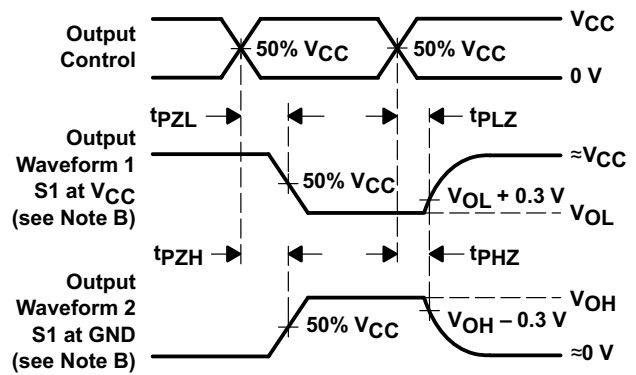 Output
Control
50% VCC
50% VCC
VCC
0 V
tPZL
tPLZ
Output
Waveform 1
S1 at VCC
(see Note B)
50% VCC
≈VCC
VOL + 0.3 V
VOL
tPZH
tPHZ
Output
Waveform 2
S1 at GND
(see Note B)
50% VCC
VOH
VOH – 0.3 V
≈0 V